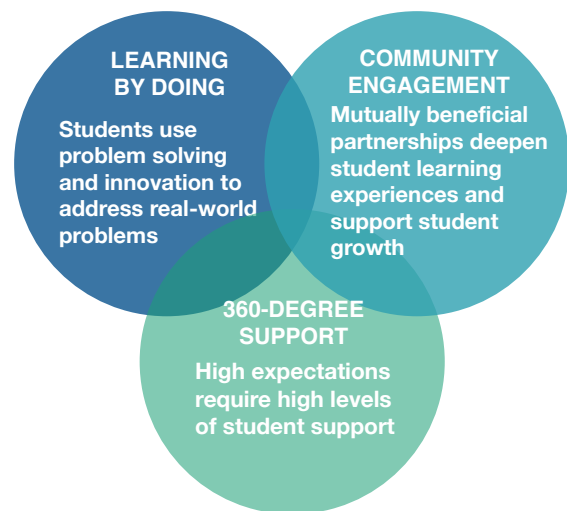 LEARNING
BY DOING
Students use
problem solving
and innovation to
address real-world
problems
COMMUNITY
ENGAGEMENT
Mutually beneficial
partnerships deepen
student learning
experiences and
support student
growth
360-DEGREE
SUPPORT
High expectations
require high levels
of student support